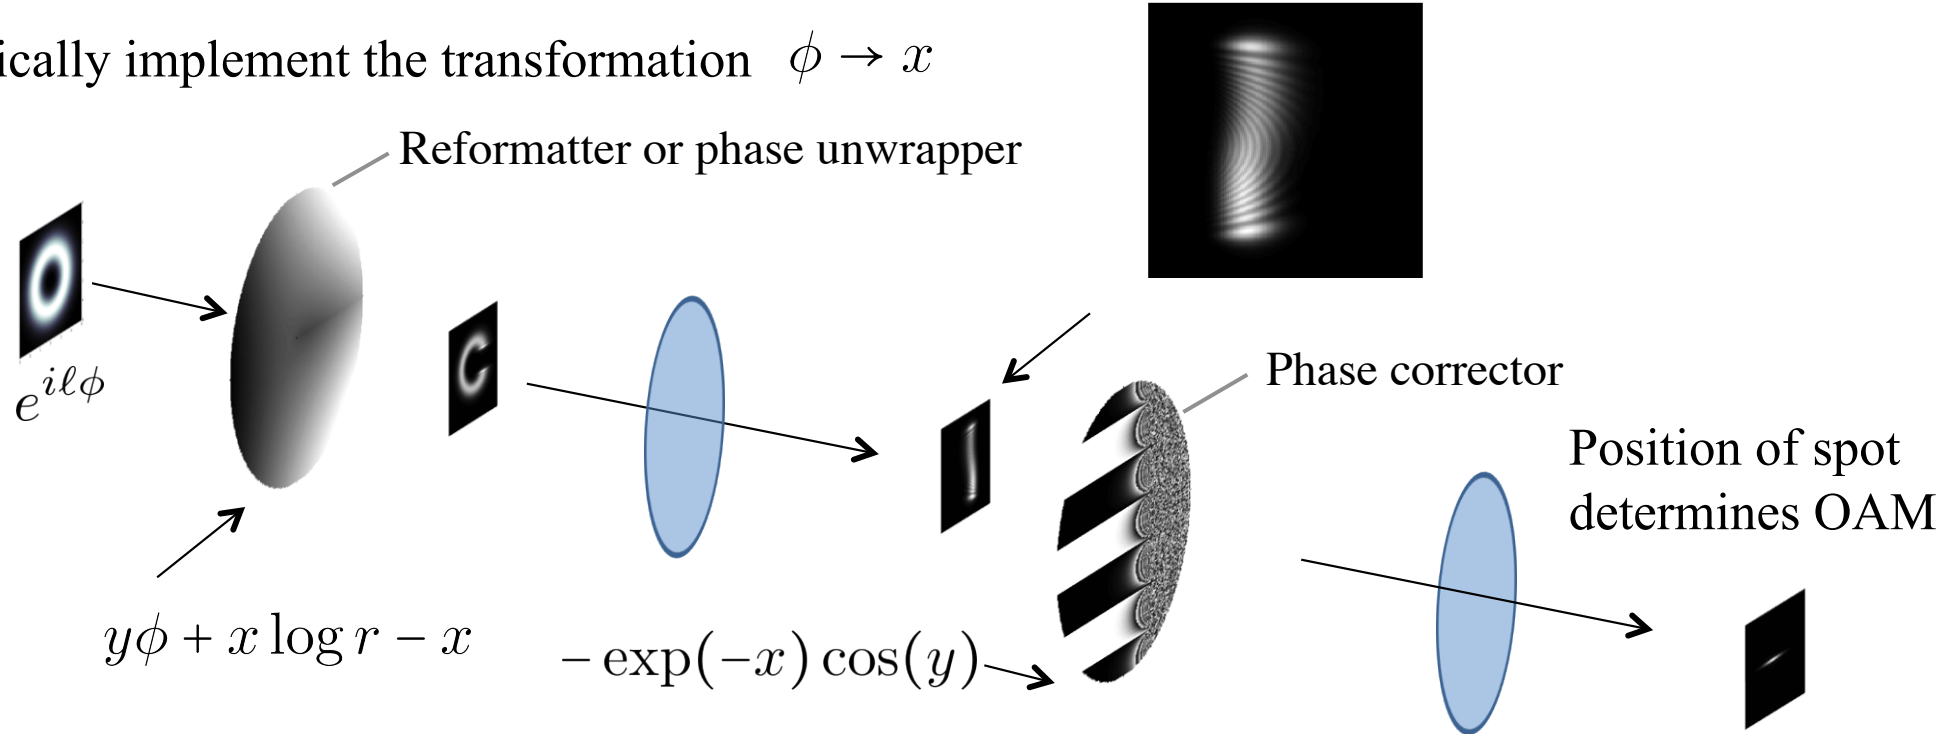 ically implement the transformation ϕ → x
Reformatter or phase unwrapper
e^{iℓϕ}
Phase corrector
Position of spot
determines OAM
yϕ + x log r − x
− exp(−x) cos(y)